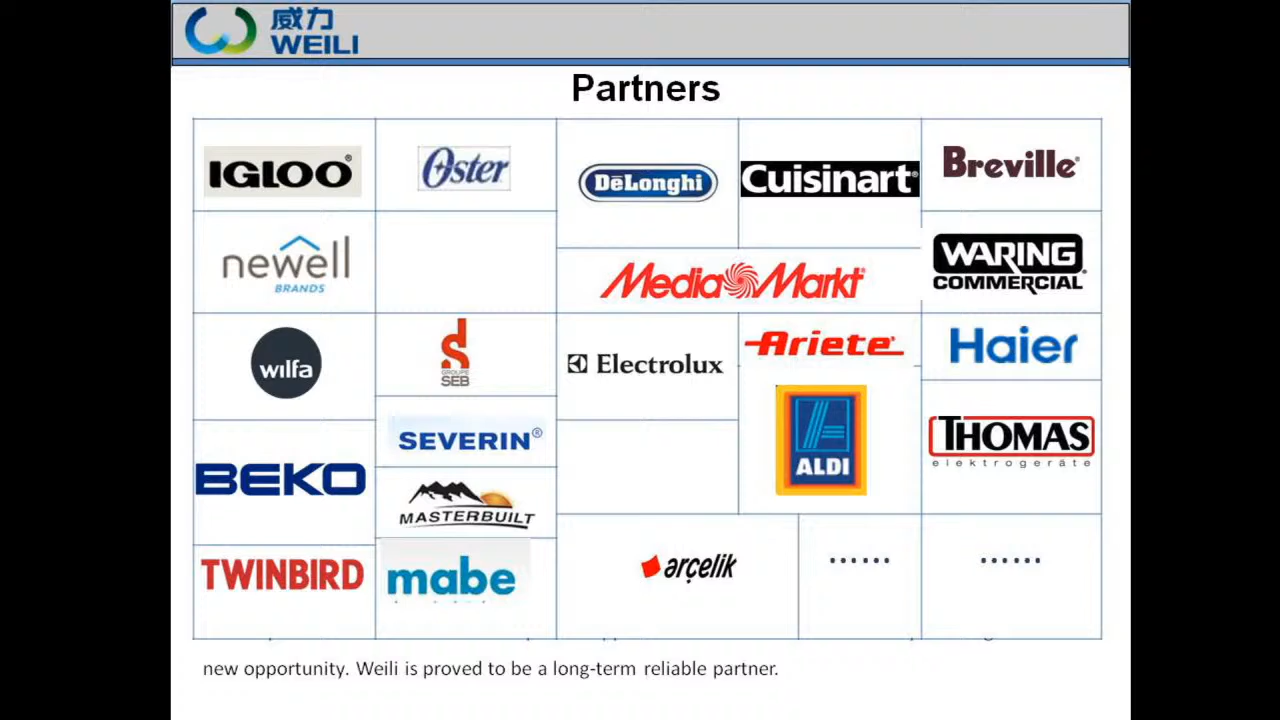 威力
WEILI
Partners
IGLOO®
Oster
DeLonghi
Cuisinart®
Breville®
newell
BRANDS
MediaMarkt®
WARING
COMMERCIAL®
wilfa
GROUPE
SEB
Electrolux
Ariete®
Haier
SEVERIN®
ALDI
THOMAS
elektrogeräte
BEKO
MASTERBUILT
TWINBIRD
mabe
arçelik
......
......
new opportunity. Weili is proved to be a long-term reliable partner.